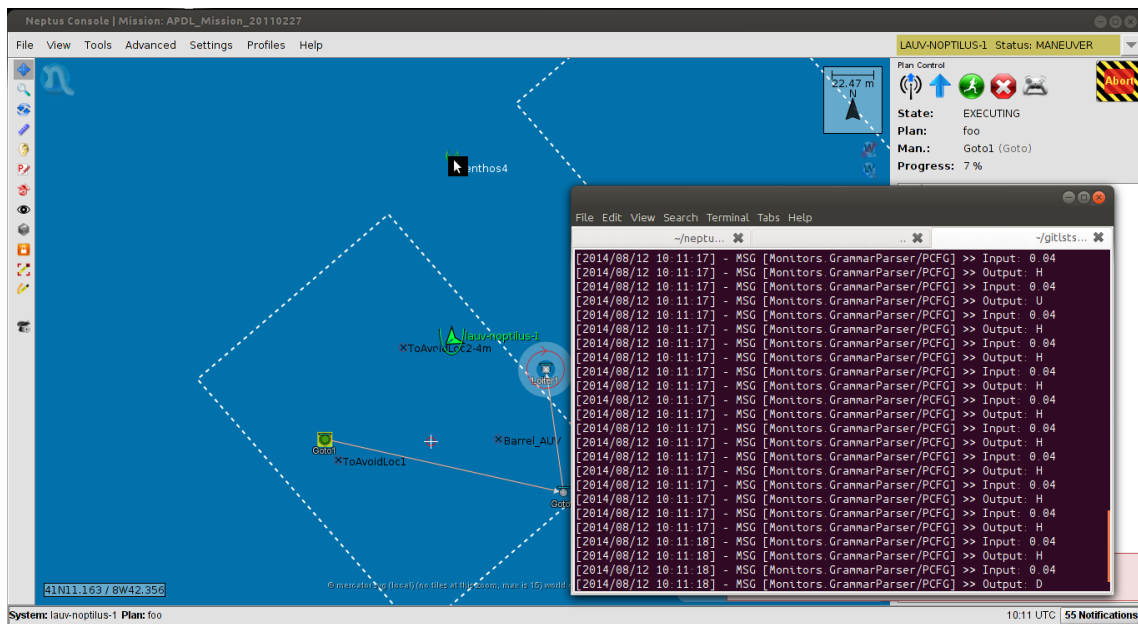 Neptus Console | Mission: APDL_Mission_20110227
File View Tools Advanced Settings Profiles Help
LAUV-NOPTILUS-1 Status: MANEUVER
Plan Control
Abort
State: EXECUTING
Plan: foo
Man.: Goto1 (Goto)
Progress: 7 %
22.47 m
N
enthos4
lauv-noptilus-1
×ToAvoidLoc2-4m
Loiter1
Goto1
×ToAvoidLoc1
×Barrel_AUV
Goto
File Edit View Search Terminal Tabs Help
~/neptu... ✖ .. ✖ ~/gitlsts... ✖
[2014/08/12 10:11:17] - MSG [Monitors.GrammarParser/PCFG] >> Input: 0.04
[2014/08/12 10:11:17] - MSG [Monitors.GrammarParser/PCFG] >> Output: H
[2014/08/12 10:11:17] - MSG [Monitors.GrammarParser/PCFG] >> Input: 0.04
[2014/08/12 10:11:17] - MSG [Monitors.GrammarParser/PCFG] >> Output: U
[2014/08/12 10:11:17] - MSG [Monitors.GrammarParser/PCFG] >> Input: 0.04
[2014/08/12 10:11:17] - MSG [Monitors.GrammarParser/PCFG] >> Output: H
[2014/08/12 10:11:17] - MSG [Monitors.GrammarParser/PCFG] >> Input: 0.04
[2014/08/12 10:11:17] - MSG [Monitors.GrammarParser/PCFG] >> Output: H
[2014/08/12 10:11:17] - MSG [Monitors.GrammarParser/PCFG] >> Input: 0.04
[2014/08/12 10:11:17] - MSG [Monitors.GrammarParser/PCFG] >> Output: H
[2014/08/12 10:11:17] - MSG [Monitors.GrammarParser/PCFG] >> Input: 0.04
[2014/08/12 10:11:17] - MSG [Monitors.GrammarParser/PCFG] >> Output: H
[2014/08/12 10:11:17] - MSG [Monitors.GrammarParser/PCFG] >> Input: 0.04
[2014/08/12 10:11:17] - MSG [Monitors.GrammarParser/PCFG] >> Output: H
[2014/08/12 10:11:17] - MSG [Monitors.GrammarParser/PCFG] >> Input: 0.04
[2014/08/12 10:11:17] - MSG [Monitors.GrammarParser/PCFG] >> Output: H
[2014/08/12 10:11:17] - MSG [Monitors.GrammarParser/PCFG] >> Input: 0.04
[2014/08/12 10:11:17] - MSG [Monitors.GrammarParser/PCFG] >> Output: H
[2014/08/12 10:11:17] - MSG [Monitors.GrammarParser/PCFG] >> Input: 0.04
[2014/08/12 10:11:17] - MSG [Monitors.GrammarParser/PCFG] >> Output: H
[2014/08/12 10:11:18] - MSG [Monitors.GrammarParser/PCFG] >> Input: 0.04
[2014/08/12 10:11:18] - MSG [Monitors.GrammarParser/PCFG] >> Output: H
[2014/08/12 10:11:18] - MSG [Monitors.GrammarParser/PCFG] >> Input: 0.04
[2014/08/12 10:11:18] - MSG [Monitors.GrammarParser/PCFG] >> Output: D
41N11.163 / 8W42.356
(local) (no tiles at this zoom, max is 15) world
System: lauv-noptilus-1 Plan: foo
10:11 UTC 55 Notifications